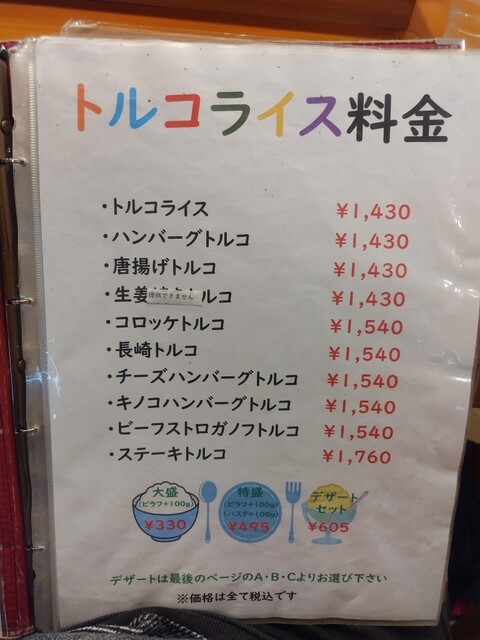 トルコライス料金
・トルコライス ¥1,430
・ハンバーグトルコ ¥1,430
・唐揚げトルコ ¥1,430
・生姜 トルコ ¥1,430
提供できません
・コロッケトルコ ¥1,540
・長崎トルコ ¥1,540
・チーズハンバーグトルコ ¥1,540
・キノコハンバーグトルコ ¥1,540
・ビーフストロガノフトルコ ¥1,540
・ステーキトルコ ¥1,760
大盛
(ピラフ+100g)
¥330
特盛
(ピラフ+100g)
(パスタ+100g)
¥495
デザート
セット
¥605
デザートは最後のページのA・B・Cよりお選び下さい
※価格は全て税込です